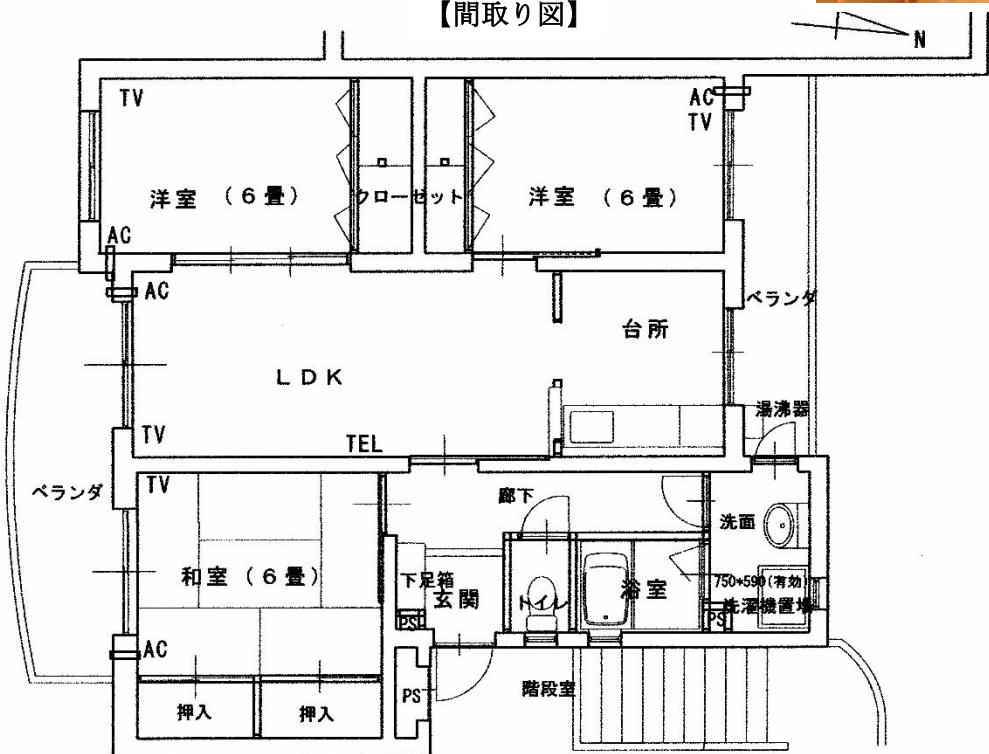 【間取り図】
N
TV
AC
TV
洋室 (6畳)
クローゼット
洋室 (6畳)
AC
AC
ベランダ
台所
LDK
湯沸器
TV
TEL
ベランダ
TV
廊下
洗面
和室 (6畳)
下足箱
玄関
トイレ
浴室
750*590(有効)
洗濯機置場
PS
PS
AC
PS
階段室
押入
押入